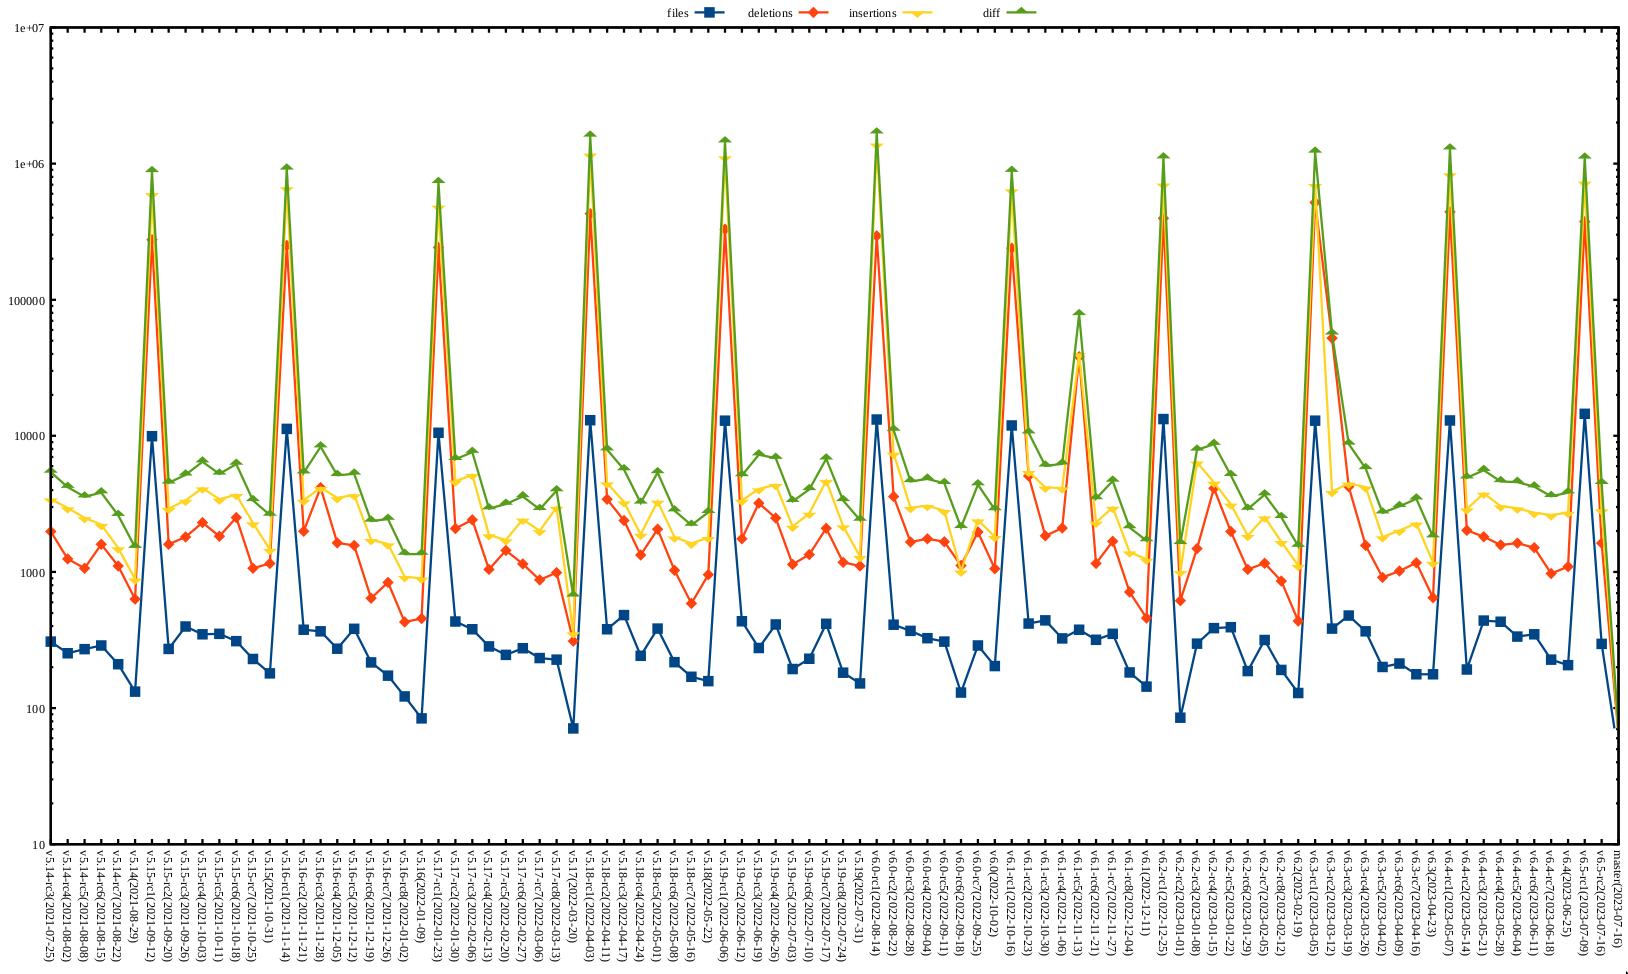 files deletions insertions diff
1e+07
1e+06
100000
10000
1000
100
10
v5.14-rc3(2021-07-25)
v5.14-rc4(2021-08-02)
v5.14-rc5(2021-08-08)
v5.14-rc6(2021-08-15)
v5.14-rc7(2021-08-22)
v5.14(2021-08-29)
v5.15-rc1(2021-09-12)
v5.15-rc2(2021-09-20)
v5.15-rc3(2021-09-26)
v5.15-rc4(2021-10-03)
v5.15-rc5(2021-10-11)
v5.15-rc6(2021-10-18)
v5.15-rc7(2021-10-25)
v5.15(2021-10-31)
v5.16-rc1(2021-11-14)
v5.16-rc2(2021-11-21)
v5.16-rc3(2021-11-28)
v5.16-rc4(2021-12-05)
v5.16-rc5(2021-12-12)
v5.16-rc6(2021-12-19)
v5.16-rc7(2021-12-26)
v5.16-rc8(2022-01-02)
v5.16(2022-01-09)
v5.17-rc1(2022-01-23)
v5.17-rc2(2022-01-30)
v5.17-rc3(2022-02-06)
v5.17-rc4(2022-02-13)
v5.17-rc5(2022-02-20)
v5.17-rc6(2022-02-27)
v5.17-rc7(2022-03-06)
v5.17-rc8(2022-03-13)
v5.17(2022-03-20)
v5.18-rc1(2022-04-03)
v5.18-rc2(2022-04-11)
v5.18-rc3(2022-04-17)
v5.18-rc4(2022-04-24)
v5.18-rc5(2022-05-01)
v5.18-rc6(2022-05-08)
v5.18-rc7(2022-05-16)
v5.18(2022-05-22)
v5.19-rc1(2022-06-06)
v5.19-rc2(2022-06-12)
v5.19-rc3(2022-06-19)
v5.19-rc4(2022-06-26)
v5.19-rc5(2022-07-03)
v5.19-rc6(2022-07-10)
v5.19-rc7(2022-07-17)
v5.19-rc8(2022-07-24)
v5.19(2022-07-31)
v6.0-rc1(2022-08-14)
v6.0-rc2(2022-08-22)
v6.0-rc3(2022-08-28)
v6.0-rc4(2022-09-04)
v6.0-rc5(2022-09-11)
v6.0-rc6(2022-09-18)
v6.0-rc7(2022-09-25)
v6.0(2022-10-02)
v6.1-rc1(2022-10-16)
v6.1-rc2(2022-10-23)
v6.1-rc3(2022-10-30)
v6.1-rc4(2022-11-06)
v6.1-rc5(2022-11-13)
v6.1-rc6(2022-11-21)
v6.1-rc7(2022-11-27)
v6.1-rc8(2022-12-04)
v6.1(2022-12-11)
v6.2-rc1(2022-12-25)
v6.2-rc2(2023-01-01)
v6.2-rc3(2023-01-08)
v6.2-rc4(2023-01-15)
v6.2-rc5(2023-01-22)
v6.2-rc6(2023-01-29)
v6.2-rc7(2023-02-05)
v6.2-rc8(2023-02-12)
v6.2(2023-02-19)
v6.3-rc1(2023-03-05)
v6.3-rc2(2023-03-12)
v6.3-rc3(2023-03-19)
v6.3-rc4(2023-03-26)
v6.3-rc5(2023-04-02)
v6.3-rc6(2023-04-09)
v6.3-rc7(2023-04-16)
v6.3(2023-04-23)
v6.4-rc1(2023-05-07)
v6.4-rc2(2023-05-14)
v6.4-rc3(2023-05-21)
v6.4-rc4(2023-05-28)
v6.4-rc5(2023-06-04)
v6.4-rc6(2023-06-11)
v6.4-rc7(2023-06-18)
v6.4(2023-06-25)
v6.5-rc1(2023-07-09)
v6.5-rc2(2023-07-16)
master(2023-07-16)